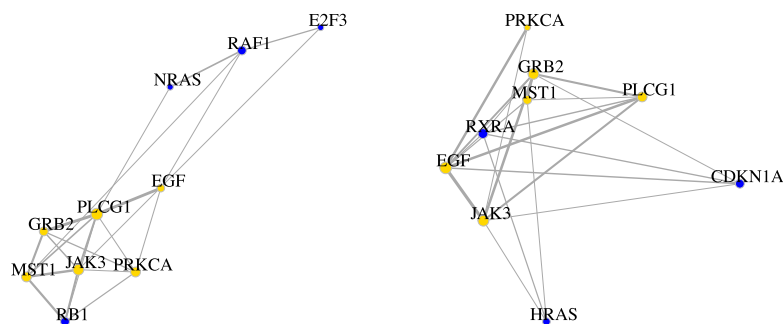 E2F3
RAF1
NRAS
EGF
PLCG1
GRB2
JAK3
MST1
PRKCA
RB1
PRKCA
GRB2
MST1
PLCG1
RXRA
EGF
CDKN1A
JAK3
HRAS